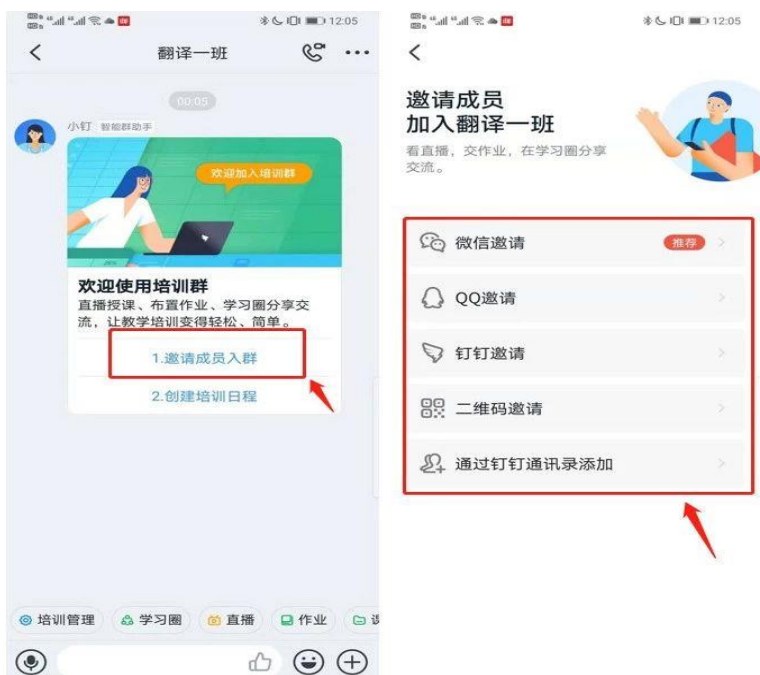 12:05
翻译一班
00:05
小钉 智能群助手
欢迎加入培训群
欢迎使用培训群
直播授课、布置作业、学习圈分享交
流，让教学培训变得轻松、简单。
1.邀请成员入群
2.创建培训日程
培训管理
学习圈
直播
作业
12:05
邀请成员
加入翻译一班
看直播，交作业，在学习圈分享
交流。
微信邀请 推荐
QQ邀请
钉钉邀请
二维码邀请
通过钉钉通讯录添加